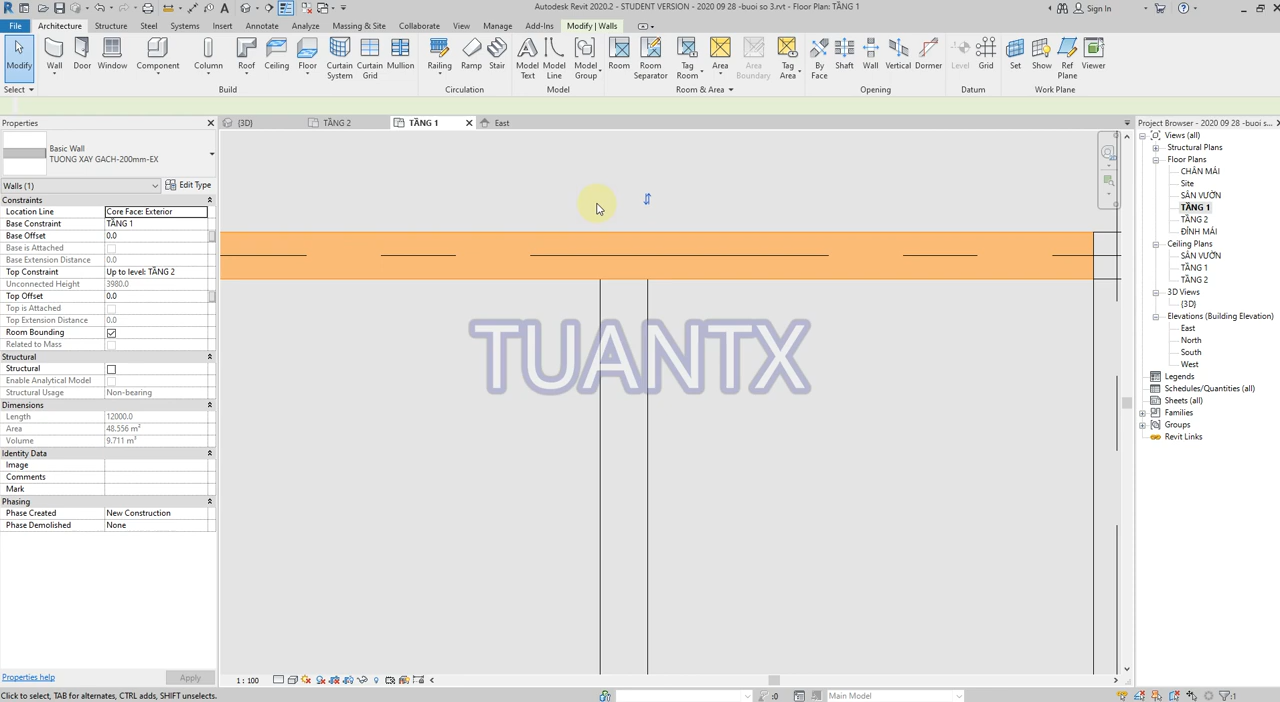 Autodesk Revit 2020.2 - STUDENT VERSION - 2020 09 28 -buoi so 3.rvt - Floor Plan: TẦNG 1
Sign In
File Architecture Structure Steel Systems Insert Annotate Analyze Massing & Site Collaborate View Manage Add-Ins Modify | Walls
Modify Wall Door Window Component Column Roof Ceiling Floor Curtain System Curtain Grid Mullion Railing Ramp Stair Model Text Model Line Model Group Room Room Separator Tag Room Area Area Boundary Tag Area By Face Shaft Wall Vertical Dormer Level Grid Set Show Ref Plane Viewer
Select Build Circulation Model Room & Area Opening Datum Work Plane
Properties
{3D} TẦNG 2 TẦNG 1 East
Project Browser - 2020 09 28 -buoi s...
Basic Wall
TUONG XAY GACH-200mm-EX
Walls (1) Edit Type
Constraints
Location Line Core Face: Exterior
Base Constraint TẦNG 1
Base Offset 0.0
Base is Attached
Base Extension Distance 0.0
Top Constraint Up to level: TẦNG 2
Unconnected Height 3980.0
Top Offset 0.0
Top is Attached
Top Extension Distance 0.0
Room Bounding
Related to Mass
Structural
Structural
Enable Analytical Model
Structural Usage Non-bearing
Dimensions
Length 12000.0
Area 48.556 m²
Volume 9.711 m³
Identity Data
Image
Comments
Mark
Phasing
Phase Created New Construction
Phase Demolished None
Properties help Apply
TUANTX
Views (all)
Structural Plans
Floor Plans
CHÂN MÁI
Site
SÂN VƯỜN
TẦNG 1
TẦNG 2
ĐỈNH MÁI
Ceiling Plans
SÂN VƯỜN
TẦNG 1
TẦNG 2
3D Views
{3D}
Elevations (Building Elevation)
East
North
South
West
Legends
Schedules/Quantities (all)
Sheets (all)
Families
Groups
Revit Links
1 : 100
Click to select, TAB for alternates, CTRL adds, SHIFT unselects.
:0
Main Model
:1